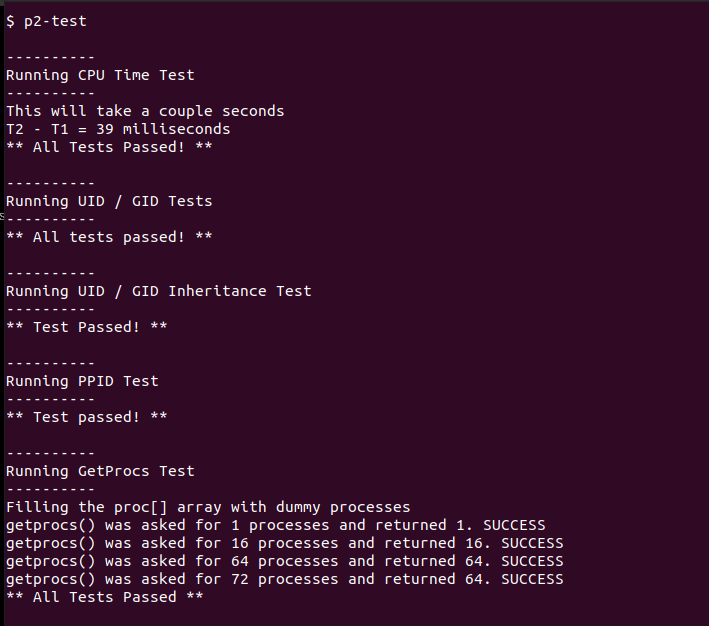 $ p2-test
----------
Running CPU Time Test
----------
This will take a couple seconds
T2 - T1 = 39 milliseconds
** All Tests Passed! **
----------
Running UID / GID Tests
----------
** All tests passed! **
----------
Running UID / GID Inheritance Test
----------
** Test Passed! **
----------
Running PPID Test
----------
** Test passed! **
----------
Running GetProcs Test
----------
Filling the proc[] array with dummy processes
getprocs() was asked for 1 processes and returned 1. SUCCESS
getprocs() was asked for 16 processes and returned 16. SUCCESS
getprocs() was asked for 64 processes and returned 64. SUCCESS
getprocs() was asked for 72 processes and returned 64. SUCCESS
** All Tests Passed **